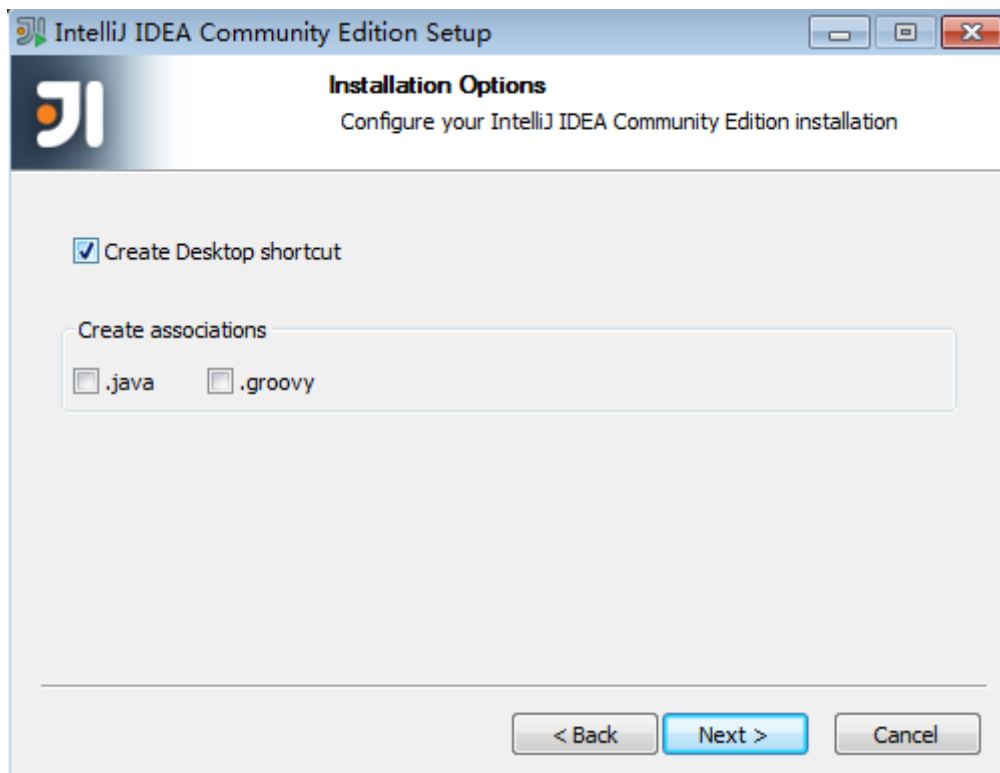 IntelliJ IDEA Community Edition Setup
Installation Options
Configure your IntelliJ IDEA Community Edition installation
Create Desktop shortcut
Create associations
.java .groovy
< Back Next > Cancel